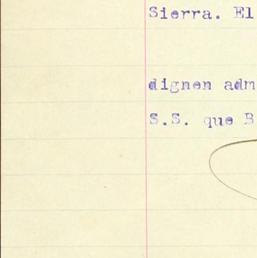 Sierra. El
dignen adm
S.S. que B